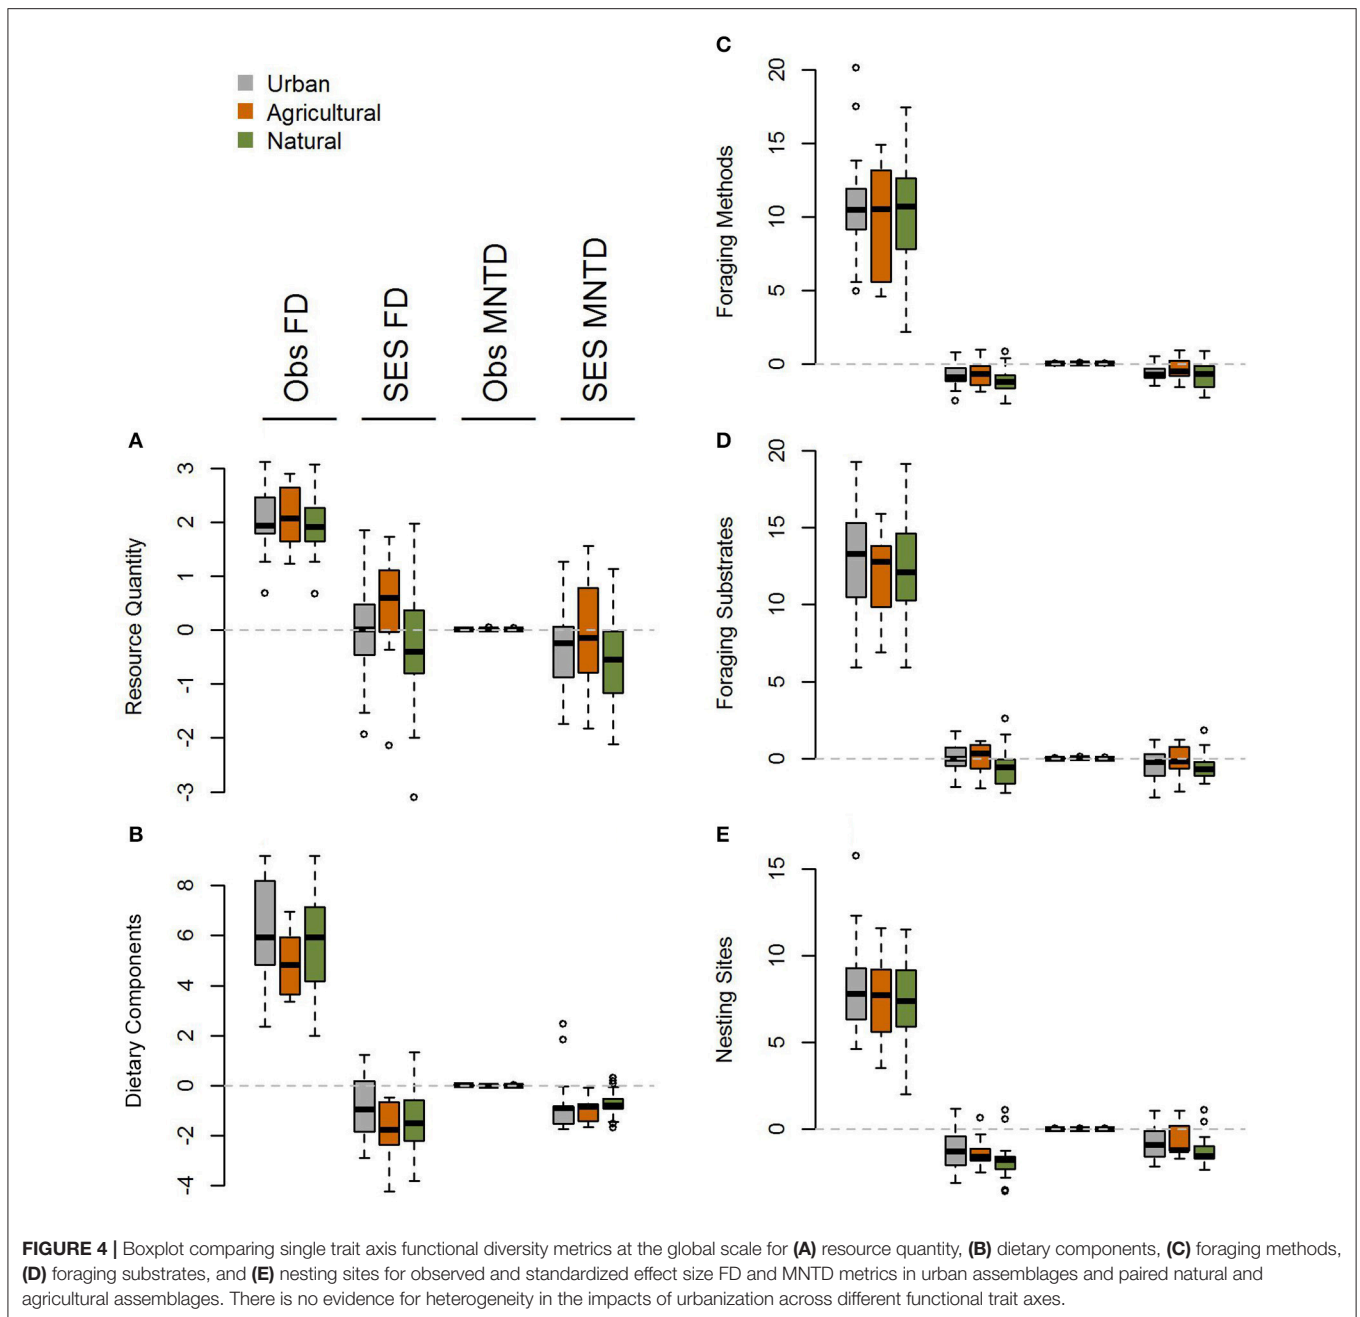 Urban
Agricultural
Natural
Obs FD
SES FD
Obs MNTD
SES MNTD
A
Resource Quantity
3
2
1
0
-1
-2
-3
B
Dietary Components
8
6
4
2
0
-2
-4
C
Foraging Methods
20
15
10
5
0
D
Foraging Substrates
20
15
10
5
0
E
Nesting Sites
15
10
5
0
FIGURE 4 | Boxplot comparing single trait axis functional diversity metrics at the global scale for (A) resource quantity, (B) dietary components, (C) foraging methods,
(D) foraging substrates, and (E) nesting sites for observed and standardized effect size FD and MNTD metrics in urban assemblages and paired natural and
agricultural assemblages. There is no evidence for heterogeneity in the impacts of urbanization across different functional trait axes.